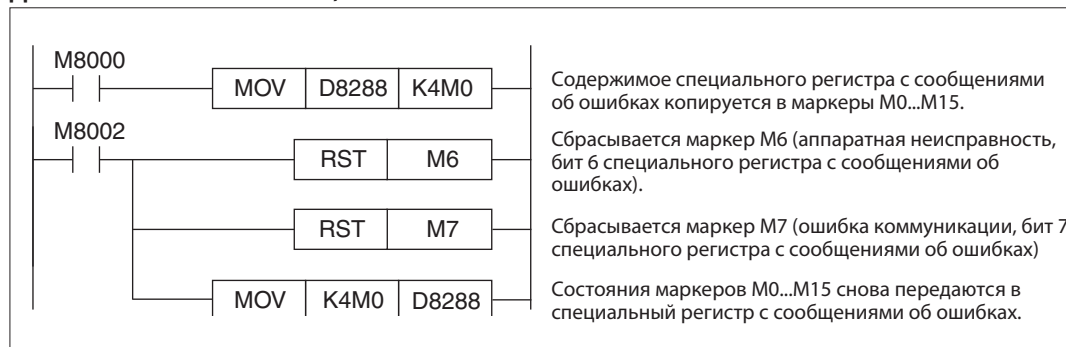 M8000
MOV D8288 K4M0
Содержимое специального регистра с сообщениями
об ошибках копируется в маркеры M0...M15.
M8002
RST M6
Сбрасывается маркер M6 (аппаратная неисправность,
бит 6 специального регистра с сообщениями об
ошибках).
RST M7
Сбрасывается маркер M7 (ошибка коммуникации, бит 7
специального регистра с сообщениями об ошибках)
MOV K4M0 D8288
Состояния маркеров M0...M15 снова передаются в
специальный регистр с сообщениями об ошибках.